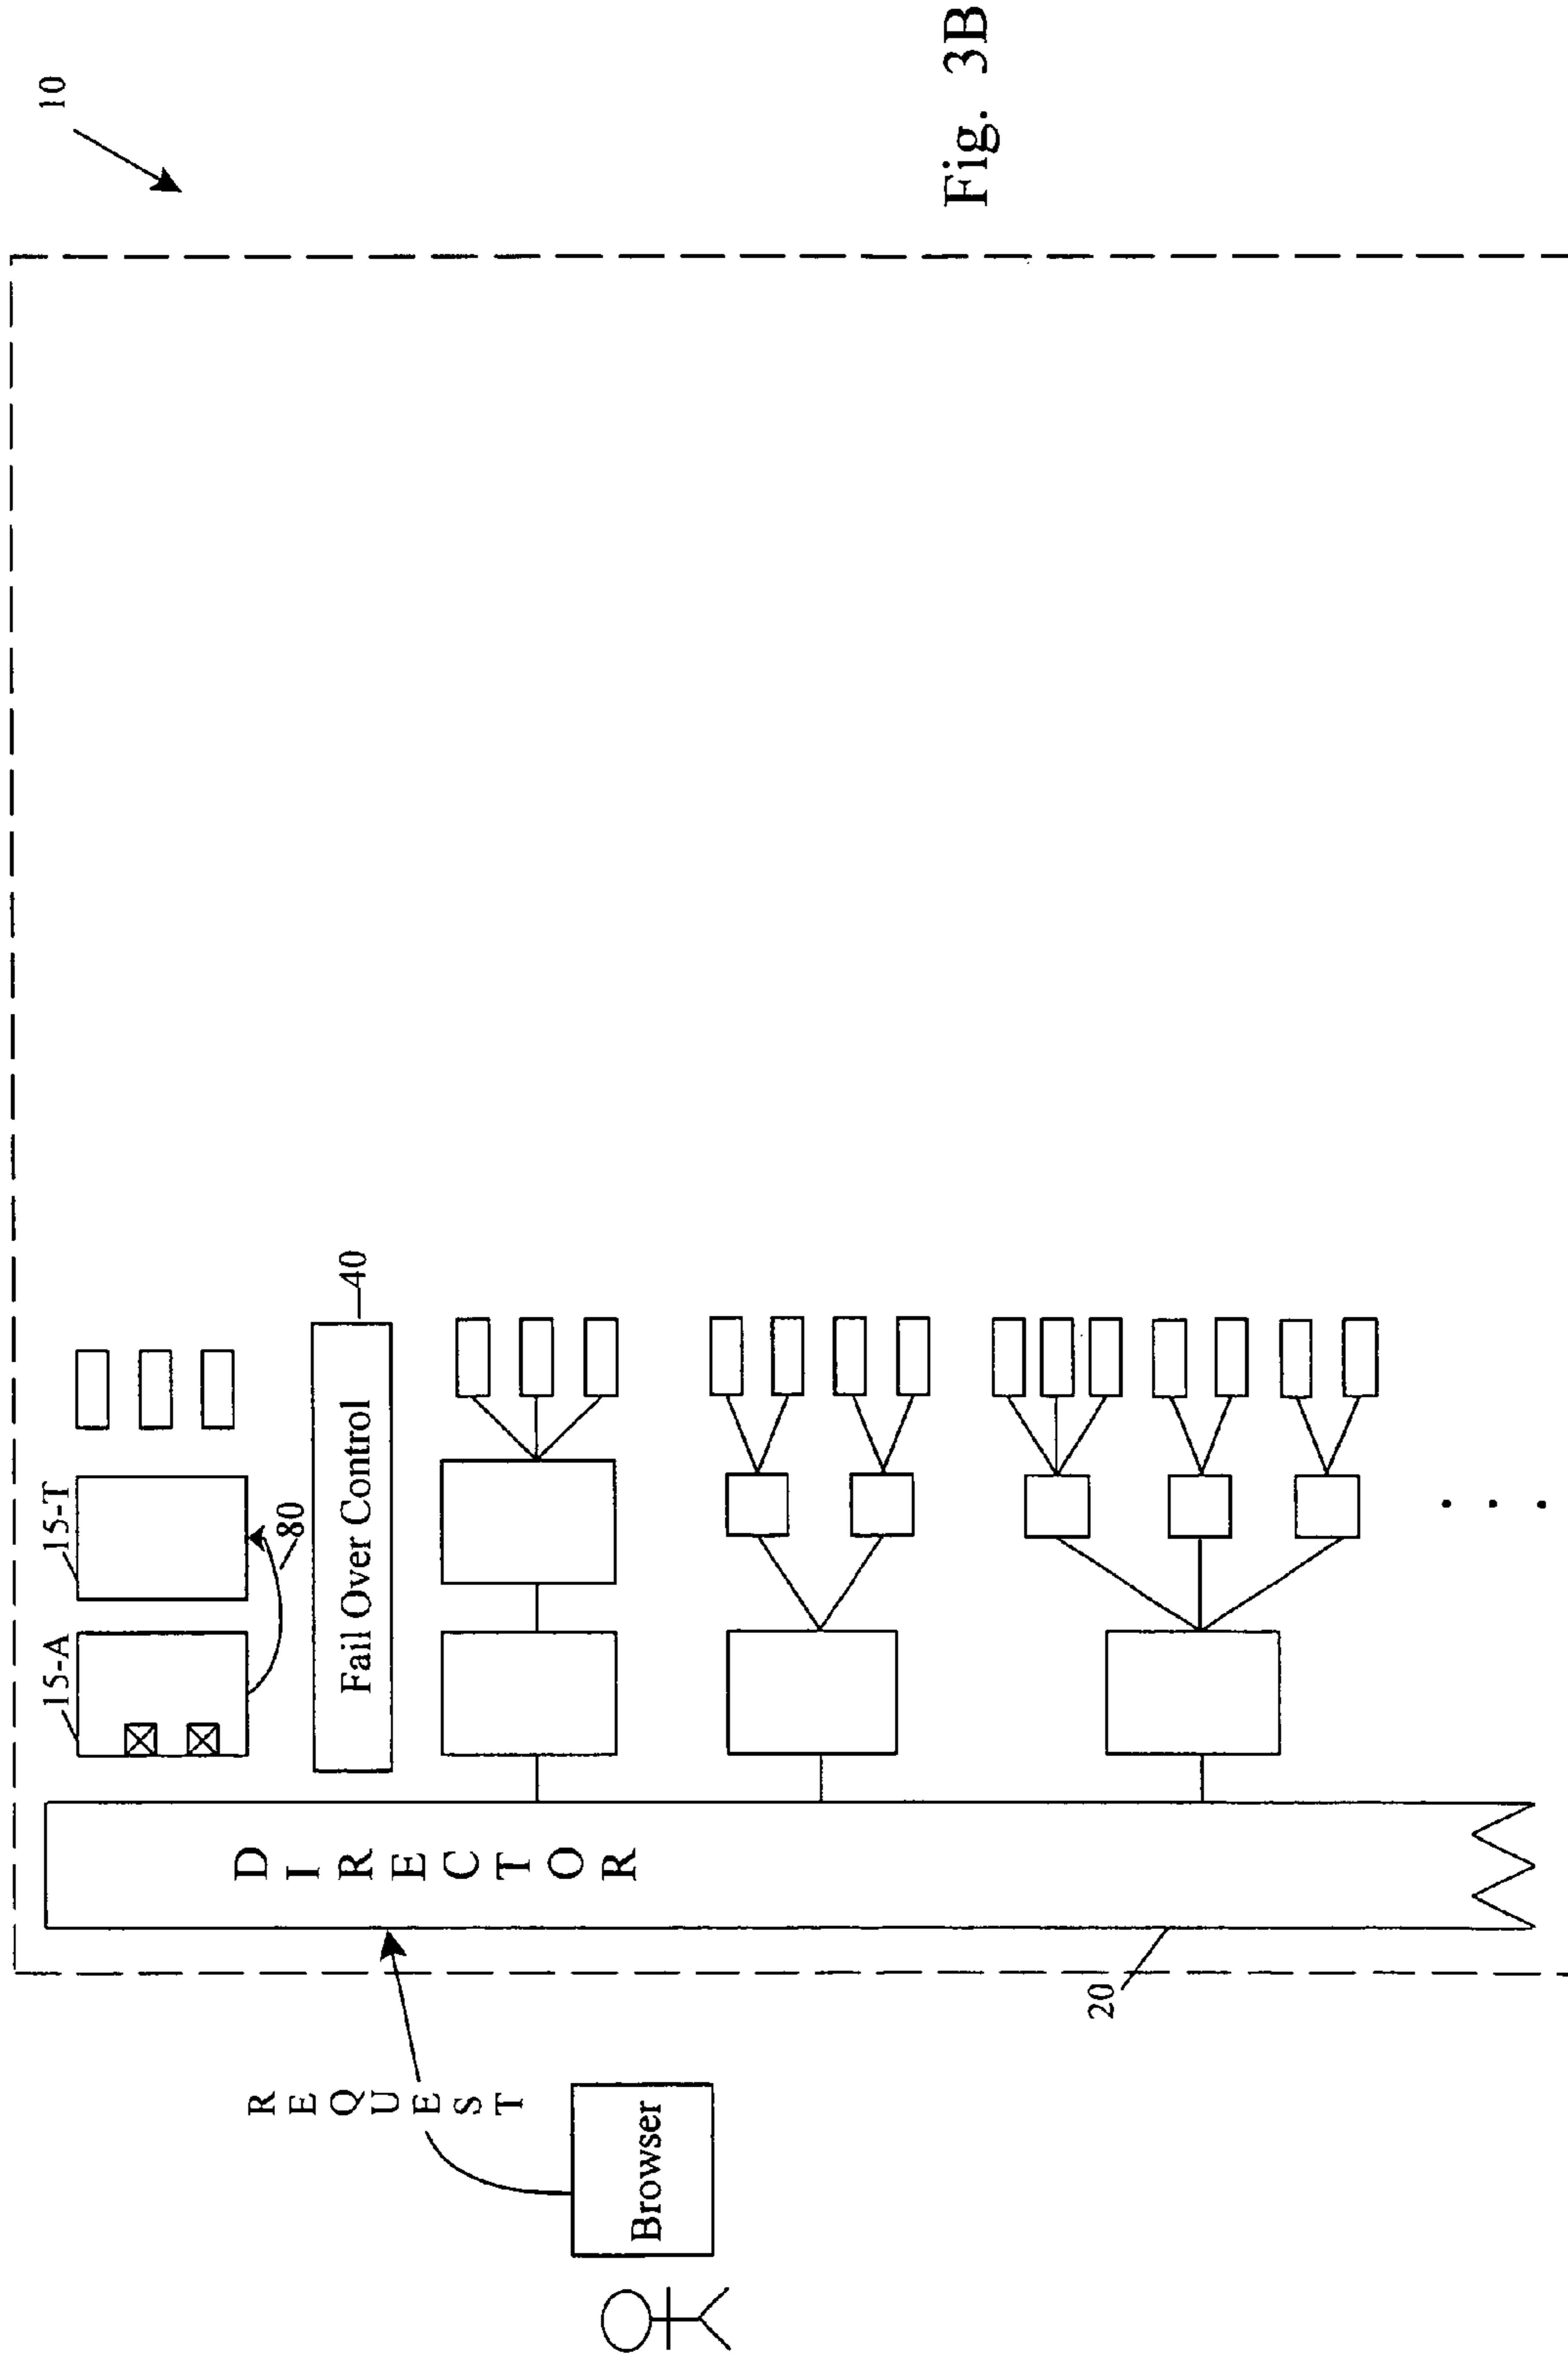 10
15-A
15-T
80
Fail Over Control
40
DIRECTOR
REQUEST
Browser
20
Fig. 3B